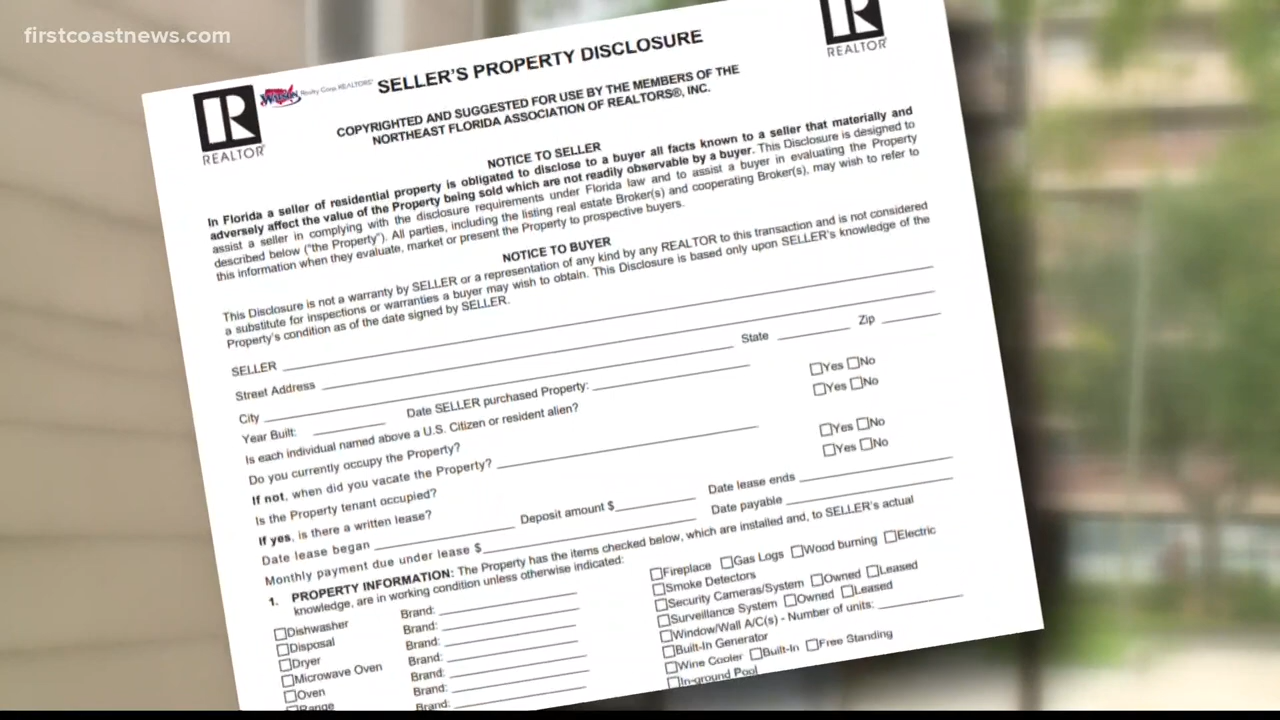 firstcoastnews.com
REALTOR®
Realty Corp. REALTORS®
SELLER'S PROPERTY DISCLOSURE
REALTOR®
COPYRIGHTED AND SUGGESTED FOR USE BY THE MEMBERS OF THE
NORTHEAST FLORIDA ASSOCIATION OF REALTORS®, INC.
NOTICE TO SELLER
In Florida a seller of residential property is obligated to disclose to a buyer all facts known to a seller that materially and
adversely affect the value of the Property being sold which are not readily observable by a buyer. This Disclosure is designed to
assist a seller in complying with the disclosure requirements under Florida law and to assist a buyer in evaluating the Property
described below ("the Property"). All parties, including the listing real estate Broker(s) and cooperating Broker(s), may wish to refer to
this information when they evaluate, market or present the Property to prospective buyers.
NOTICE TO BUYER
This Disclosure is not a warranty by SELLER or a representation of any kind by any REALTOR to this transaction and is not considered
a substitute for inspections or warranties a buyer may wish to obtain. This Disclosure is based only upon SELLER's knowledge of the
Property's condition as of the date signed by SELLER.
SELLER
Street Address
City State Zip
Year Built: Date SELLER purchased Property:
Is each individual named above a U.S. Citizen or resident alien? Yes No
Do you currently occupy the Property? Yes No
If not, when did you vacate the Property?
Is the Property tenant occupied? Yes No
If yes, is there a written lease? Yes No
Date lease began Deposit amount $ Date lease ends
Monthly payment due under lease $ Date payable
1. PROPERTY INFORMATION: The Property has the items checked below, which are installed and, to SELLER's actual
knowledge, are in working condition unless otherwise indicated:
Dishwasher Brand:
Disposal Brand:
Dryer Brand:
Microwave Oven Brand:
Oven Brand:
Range Brand:
Brand:
Fireplace Gas Logs Wood burning Electric
Smoke Detectors
Security Cameras/System Owned Leased
Surveillance System Owned Leased
Window/Wall A/C(s) - Number of units:
Built-In Generator
Wine Cooler Built-In Free Standing
In-ground Pool